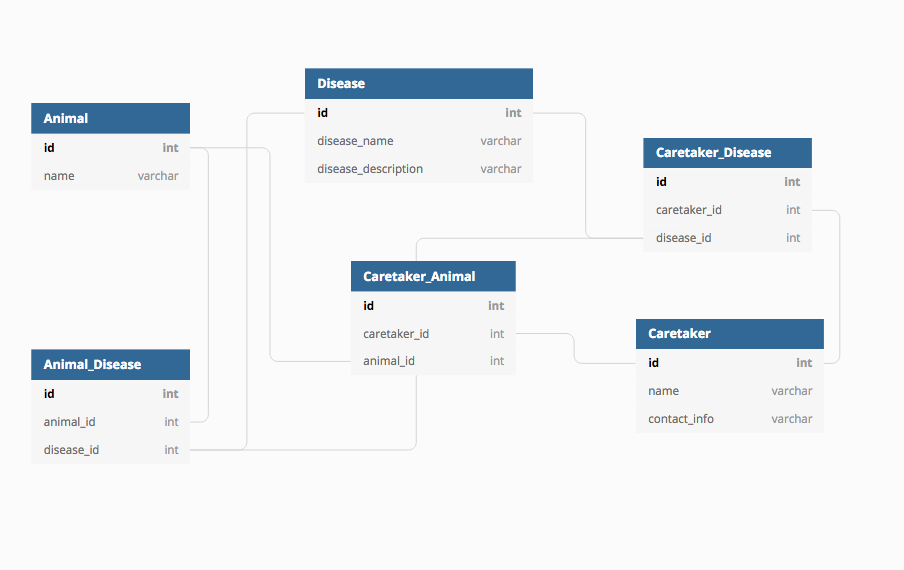 Animal
id int
name varchar
Disease
id int
disease_name varchar
disease_description varchar
Caretaker_Disease
id int
caretaker_id int
disease_id int
Caretaker_Animal
id int
caretaker_id int
animal_id int
Caretaker
id int
name varchar
contact_info varchar
Animal_Disease
id int
animal_id int
disease_id int